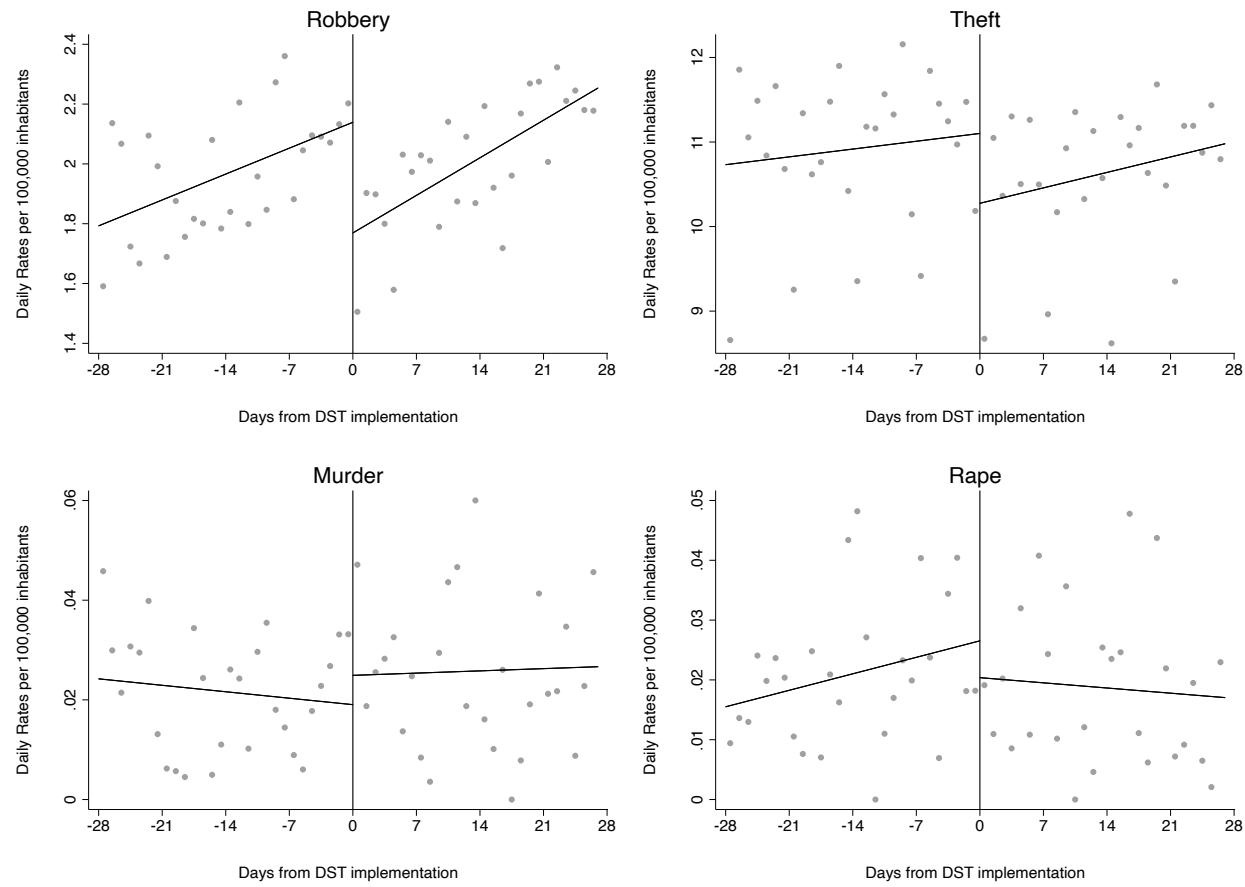 Robbery
Daily Rates per 100,000 inhabitants
2.4
2.2
2
1.8
1.6
1.4
-28 -21 -14 -7 0 7 14 21 28
Days from DST implementation
Theft
Daily Rates per 100,000 inhabitants
12
11
10
9
-28 -21 -14 -7 0 7 14 21 28
Days from DST implementation
Murder
Daily Rates per 100,000 inhabitants
.06
.04
.02
0
-28 -21 -14 -7 0 7 14 21 28
Days from DST implementation
Rape
Daily Rates per 100,000 inhabitants
.05
.04
.03
.02
.01
0
-28 -21 -14 -7 0 7 14 21 28
Days from DST implementation